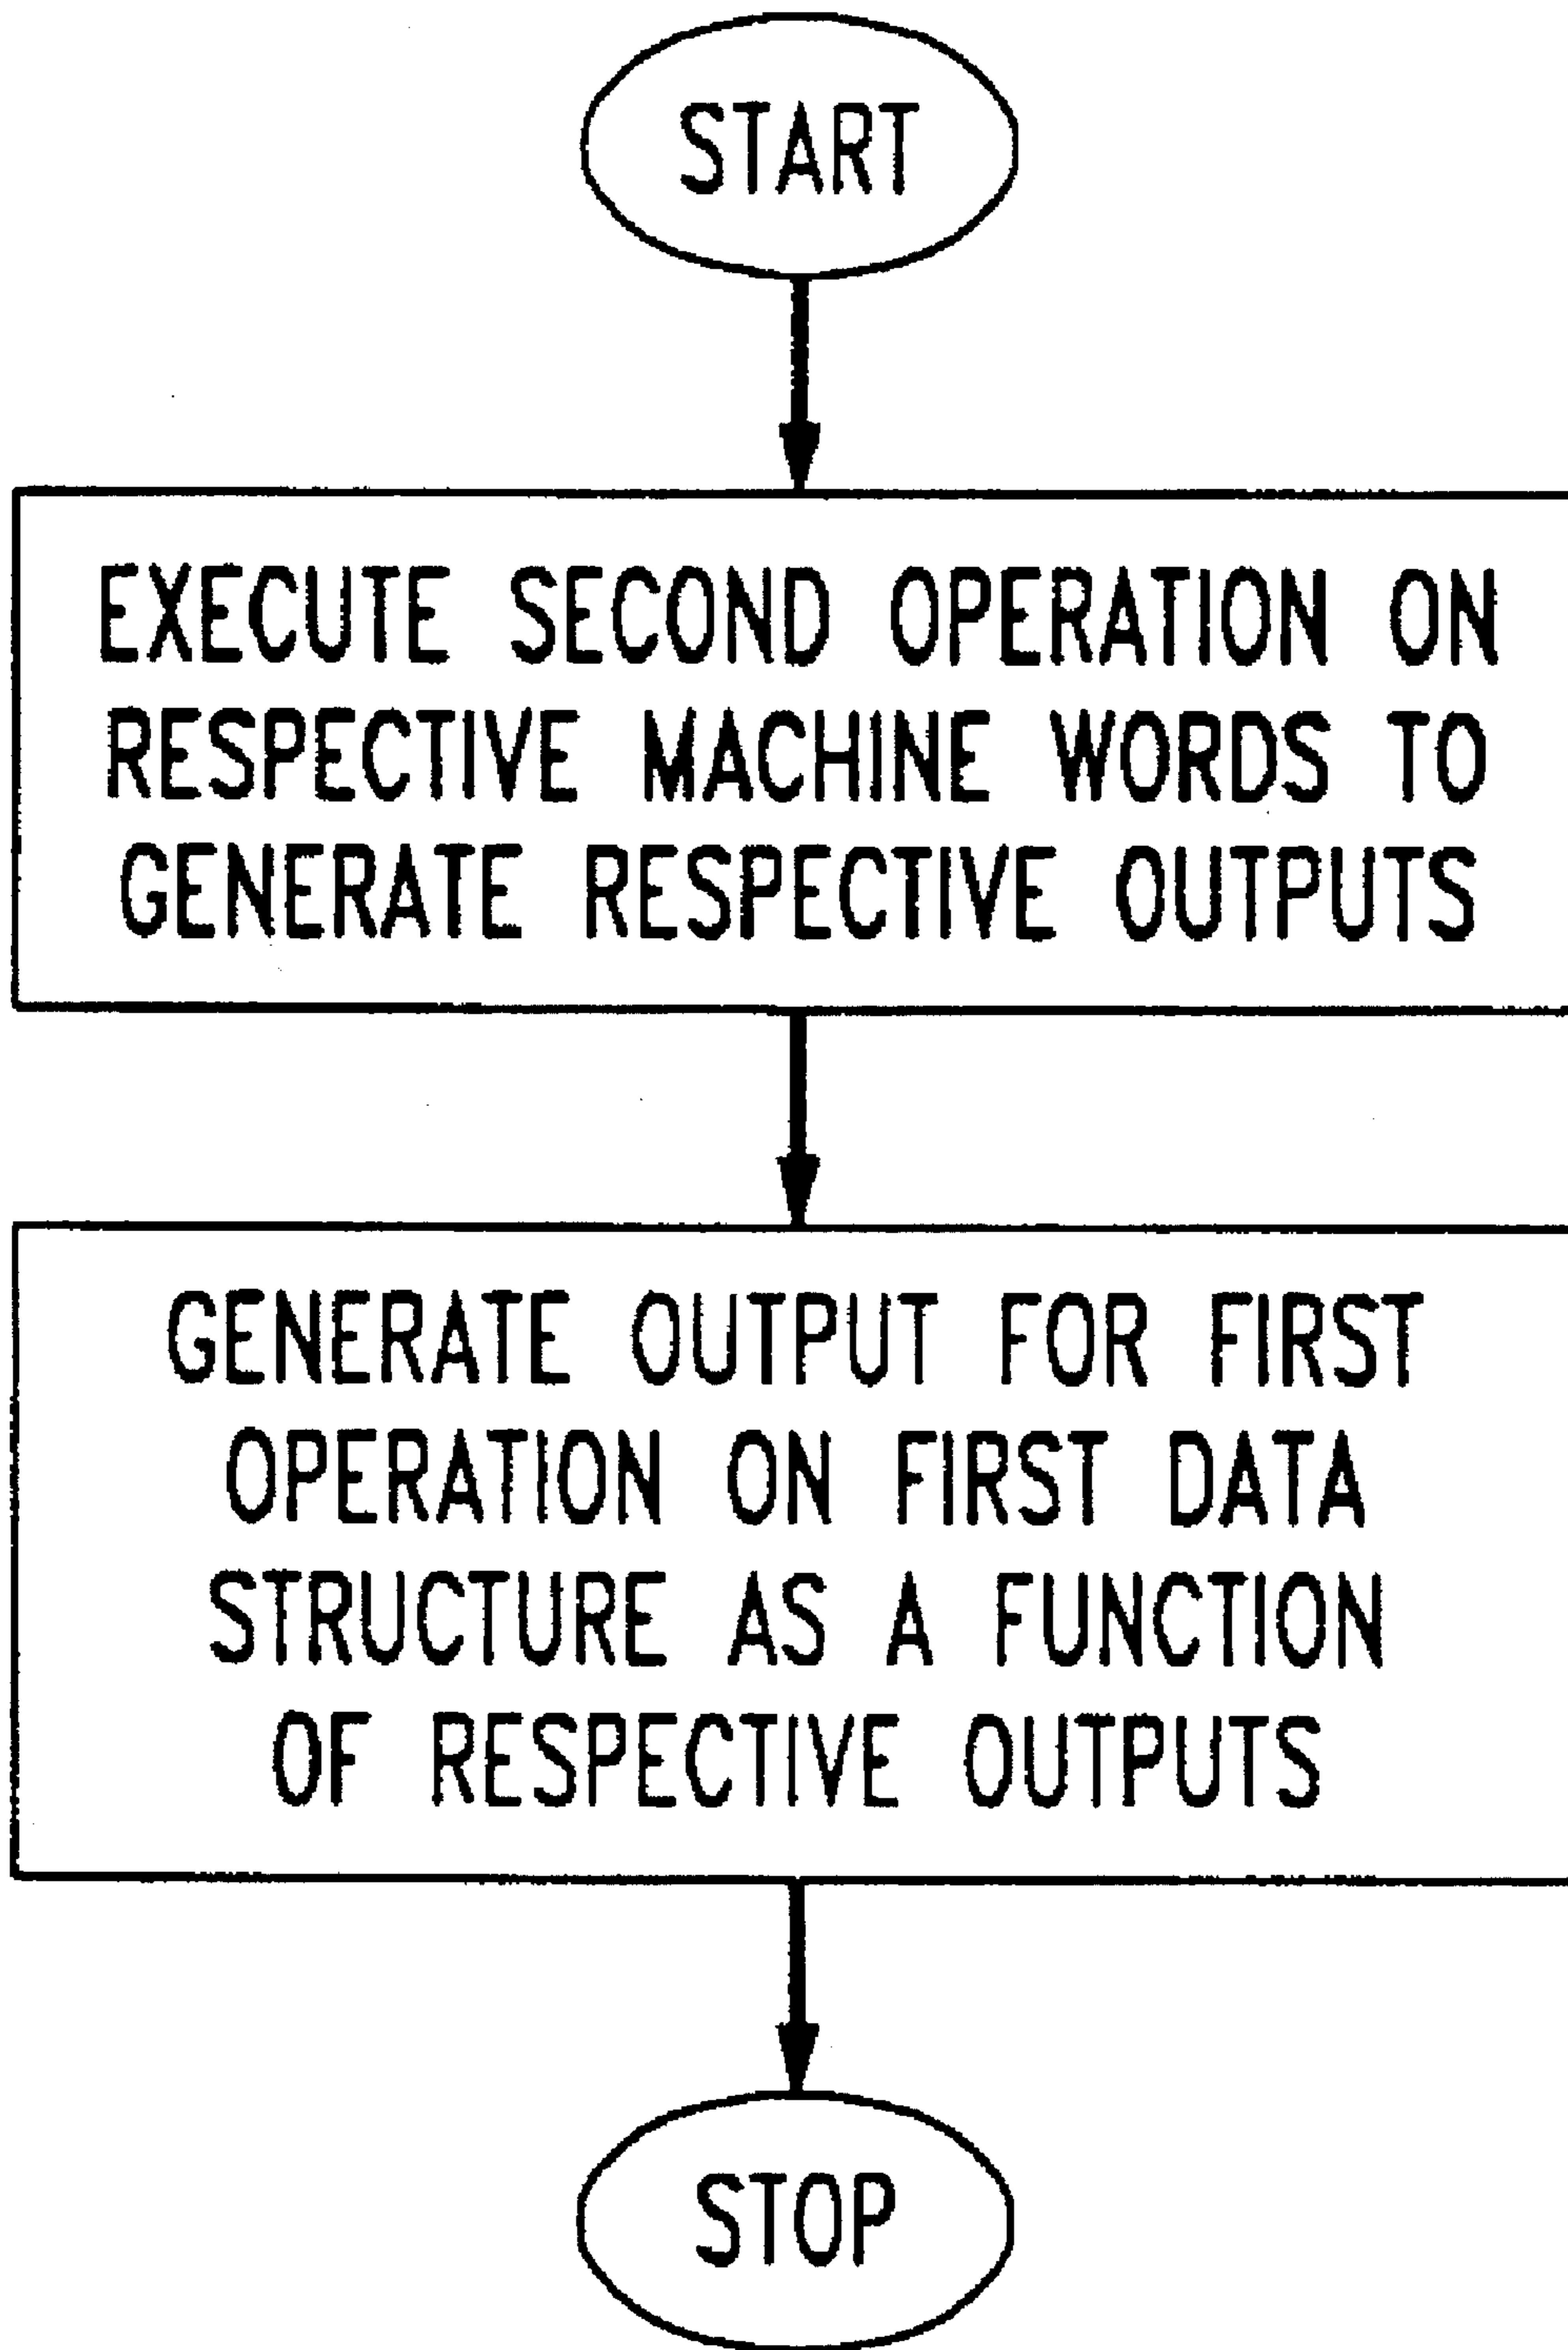 START
EXECUTE SECOND OPERATION ON
RESPECTIVE MACHINE WORDS TO
GENERATE RESPECTIVE OUTPUTS
GENERATE OUTPUT FOR FIRST
OPERATION ON FIRST DATA
STRUCTURE AS A FUNCTION
OF RESPECTIVE OUTPUTS
STOP